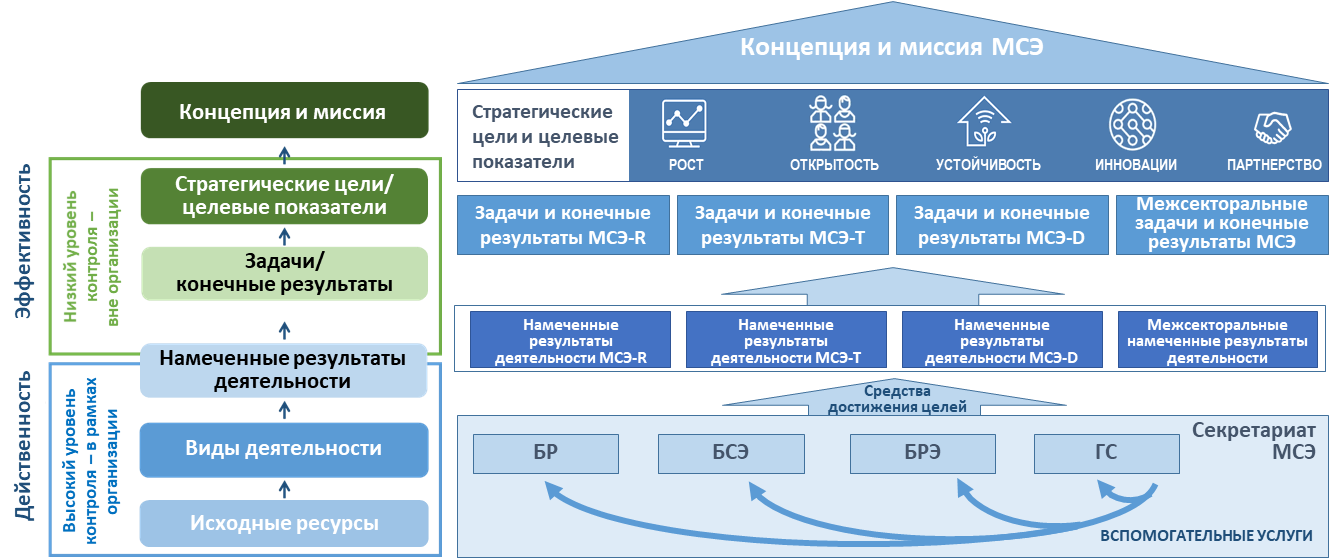 Эффективность
Действенность
Концепция и миссия
Низкий уровень
контроля –
вне организации
Стратегические цели/
целевые показатели
Задачи/
конечные результаты
Намеченные результаты
деятельности
Высокий уровень
контроля – в рамках
организации
Виды деятельности
Исходные ресурсы
Концепция и миссия МСЭ
Стратегические
цели и целевые
показатели
РОСТ
ОТКРЫТОСТЬ
УСТОЙЧИВОСТЬ
ИННОВАЦИИ
ПАРТНЕРСТВО
Задачи и конечные
результаты МСЭ-R
Задачи и конечные
результаты МСЭ-T
Задачи и конечные
результаты МСЭ-D
Межсекторальные
задачи и конечные
результаты МСЭ
Намеченные
результаты
деятельности МСЭ-R
Намеченные
результаты
деятельности МСЭ-T
Намеченные
результаты
деятельности МСЭ-D
Межсекторальные
намеченные результаты
деятельности
Средства
достижения целей
БР
БСЭ
БРЭ
ГС
Секретариат
МСЭ
ВСПОМОГАТЕЛЬНЫЕ УСЛУГИ